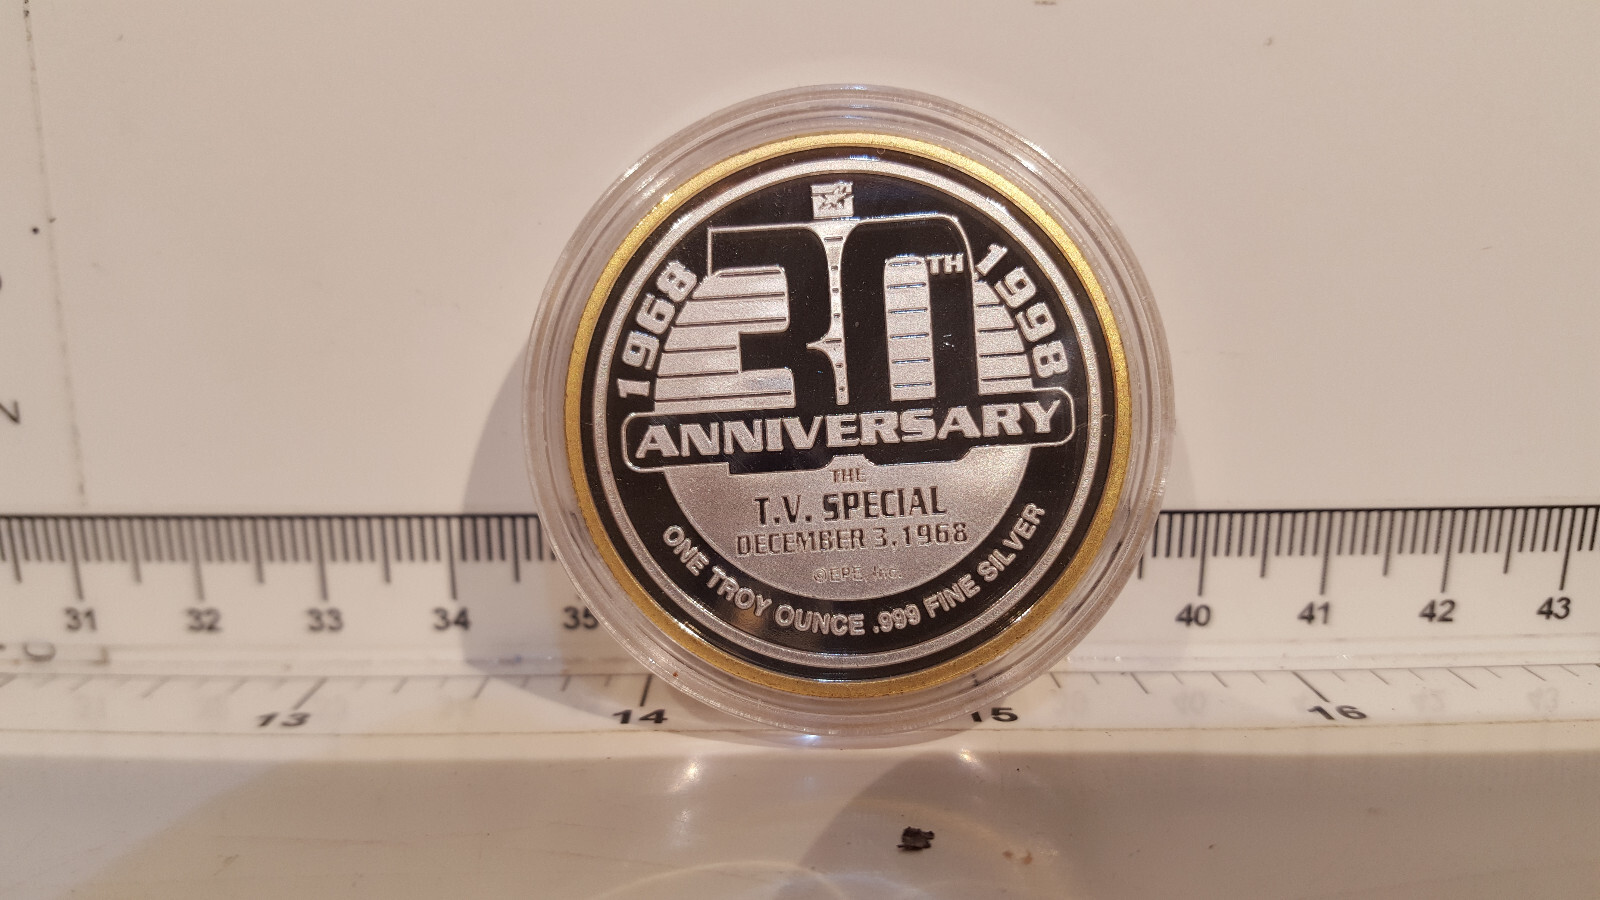 1968
30TH
1998
ANNIVERSARY
THE
T.V. SPECIAL
DECEMBER 3, 1968
©EPE, Inc.
ONE TROY OUNCE .999 FINE SILVER
31 32 33 34 35 40 41 42 43
13 14 15 16